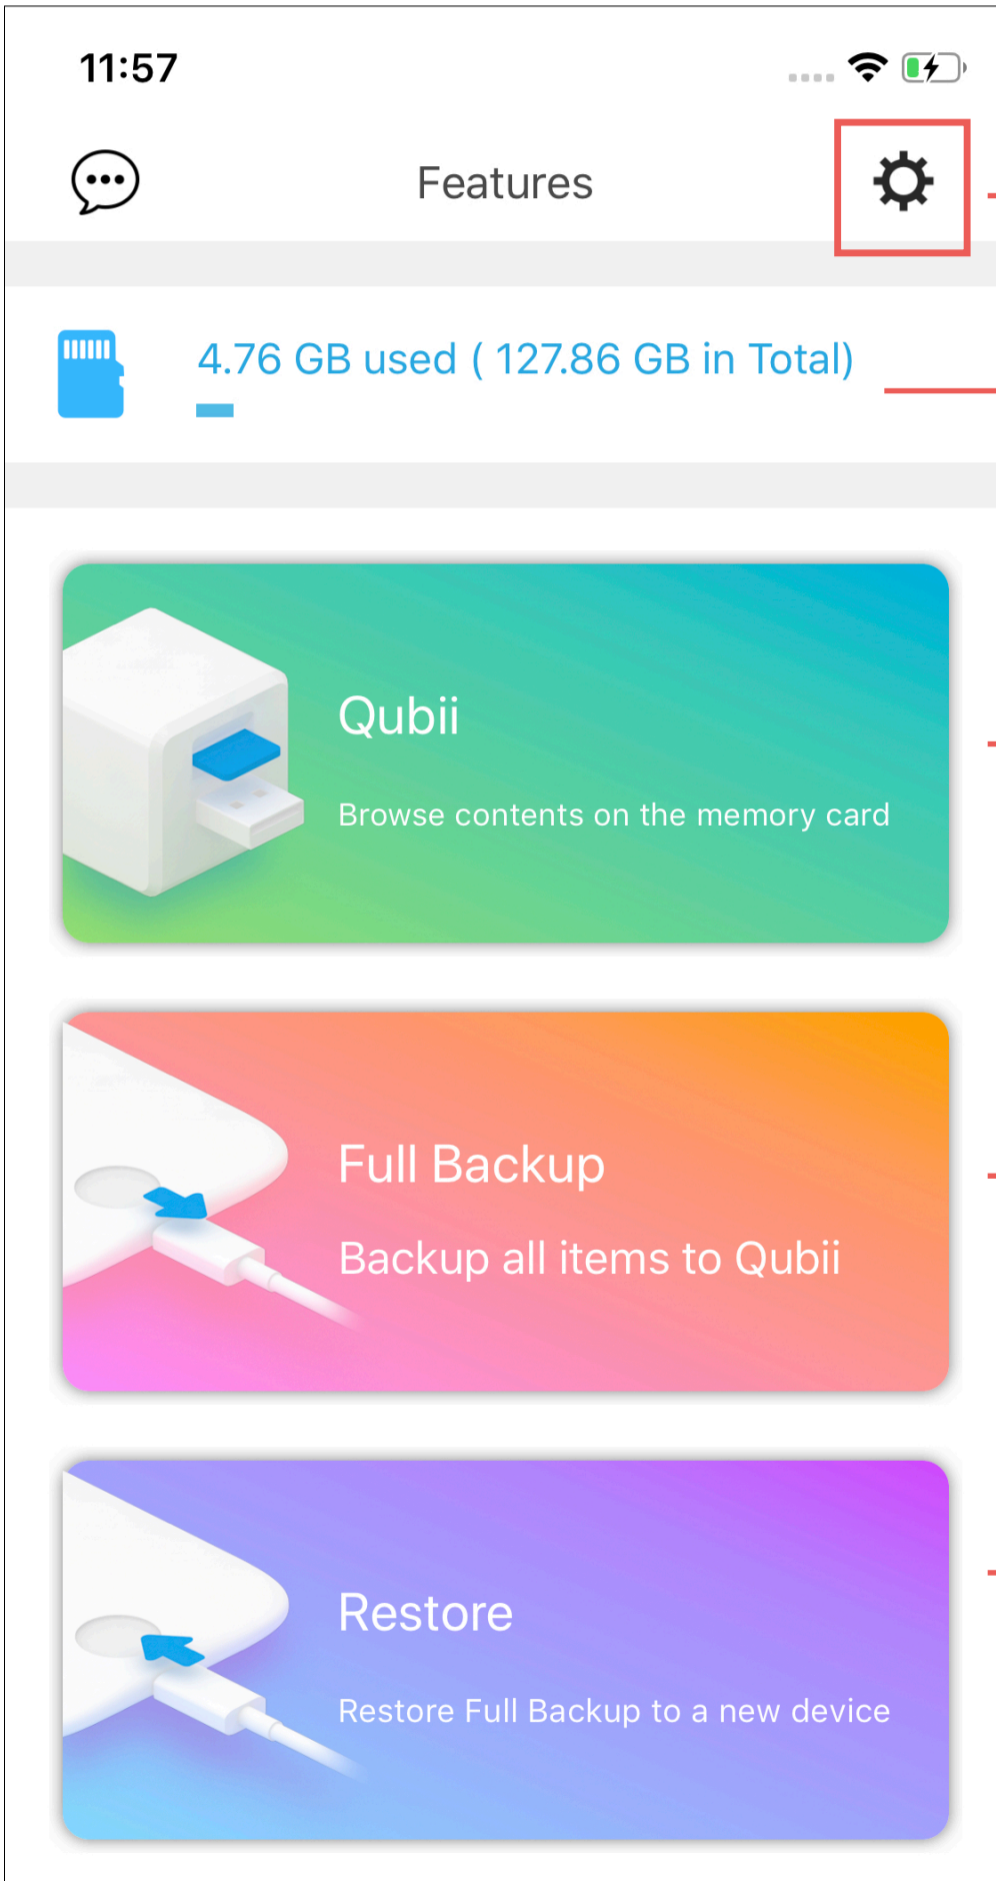 11:57
Features
4.76 GB used ( 127.86 GB in Total)
Qubii
Browse contents on the memory card
Full Backup
Backup all items to Qubii
Restore
Restore Full Backup to a new device